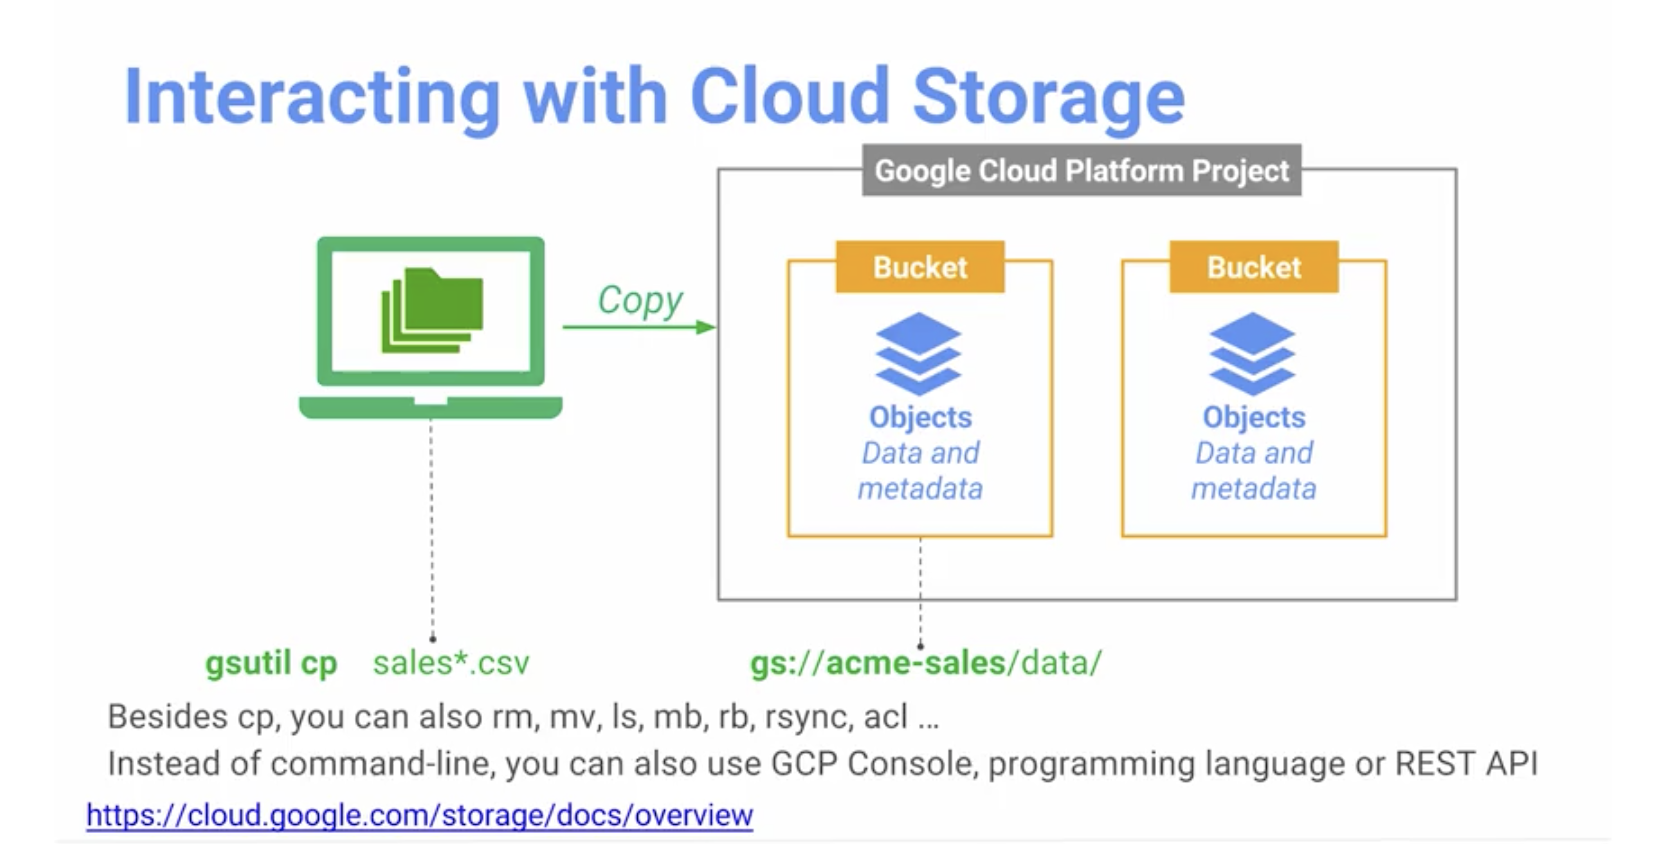 Interacting with Cloud Storage
Google Cloud Platform Project
Copy
Bucket
Objects
Data and
metadata
Bucket
Objects
Data and
metadata
gsutil cp sales*.csv gs://acme-sales/data/
Besides cp, you can also rm, mv, ls, mb, rb, rsync, acl ...
Instead of command-line, you can also use GCP Console, programming language or REST API
https://cloud.google.com/storage/docs/overview